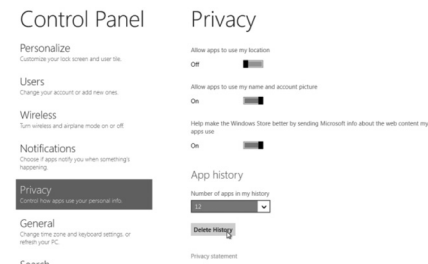 Control Panel
Personalize
Customize your lock screen and user tile.
Users
Change your account or add new ones.
Wireless
Turn wireless and airplane mode on or off.
Notifications
Choose if apps notify you when something's
happening.
Privacy
Control how apps use your personal info.
General
Change time zone and keyboard settings, or
refresh your PC.
Search
Privacy
Allow apps to use my location
Off
Allow apps to use my name and account picture
On
Help make the Windows Store better by sending Microsoft info about the web content my
apps use
On
App history
Number of apps in my history
12
Delete History
Privacy statement